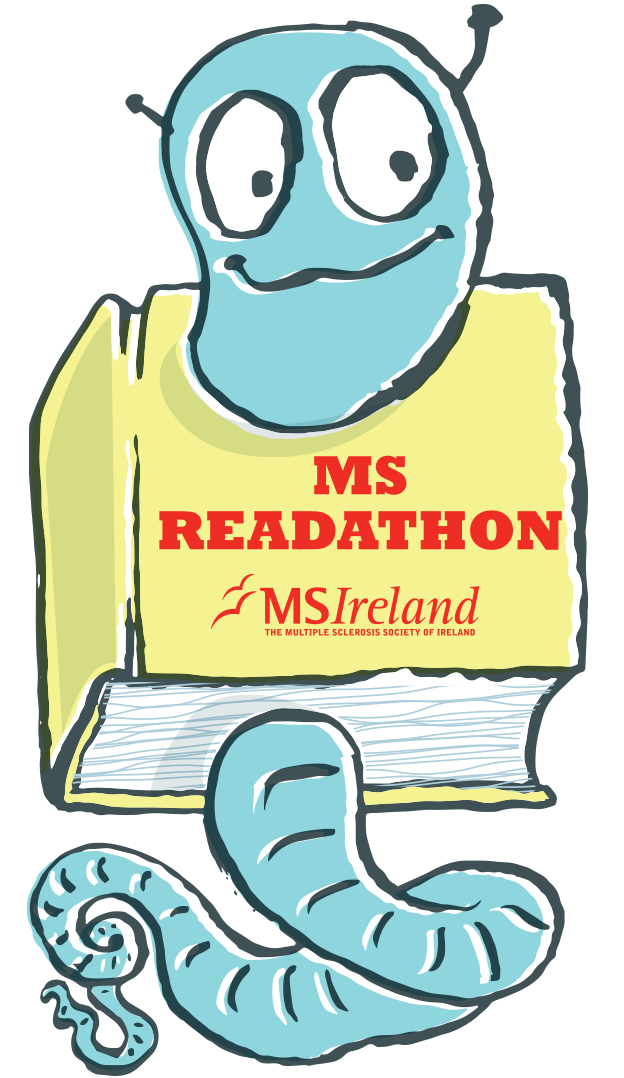 MS
READATHON
MSIreland
THE MULTIPLE SCLEROSIS SOCIETY OF IRELAND